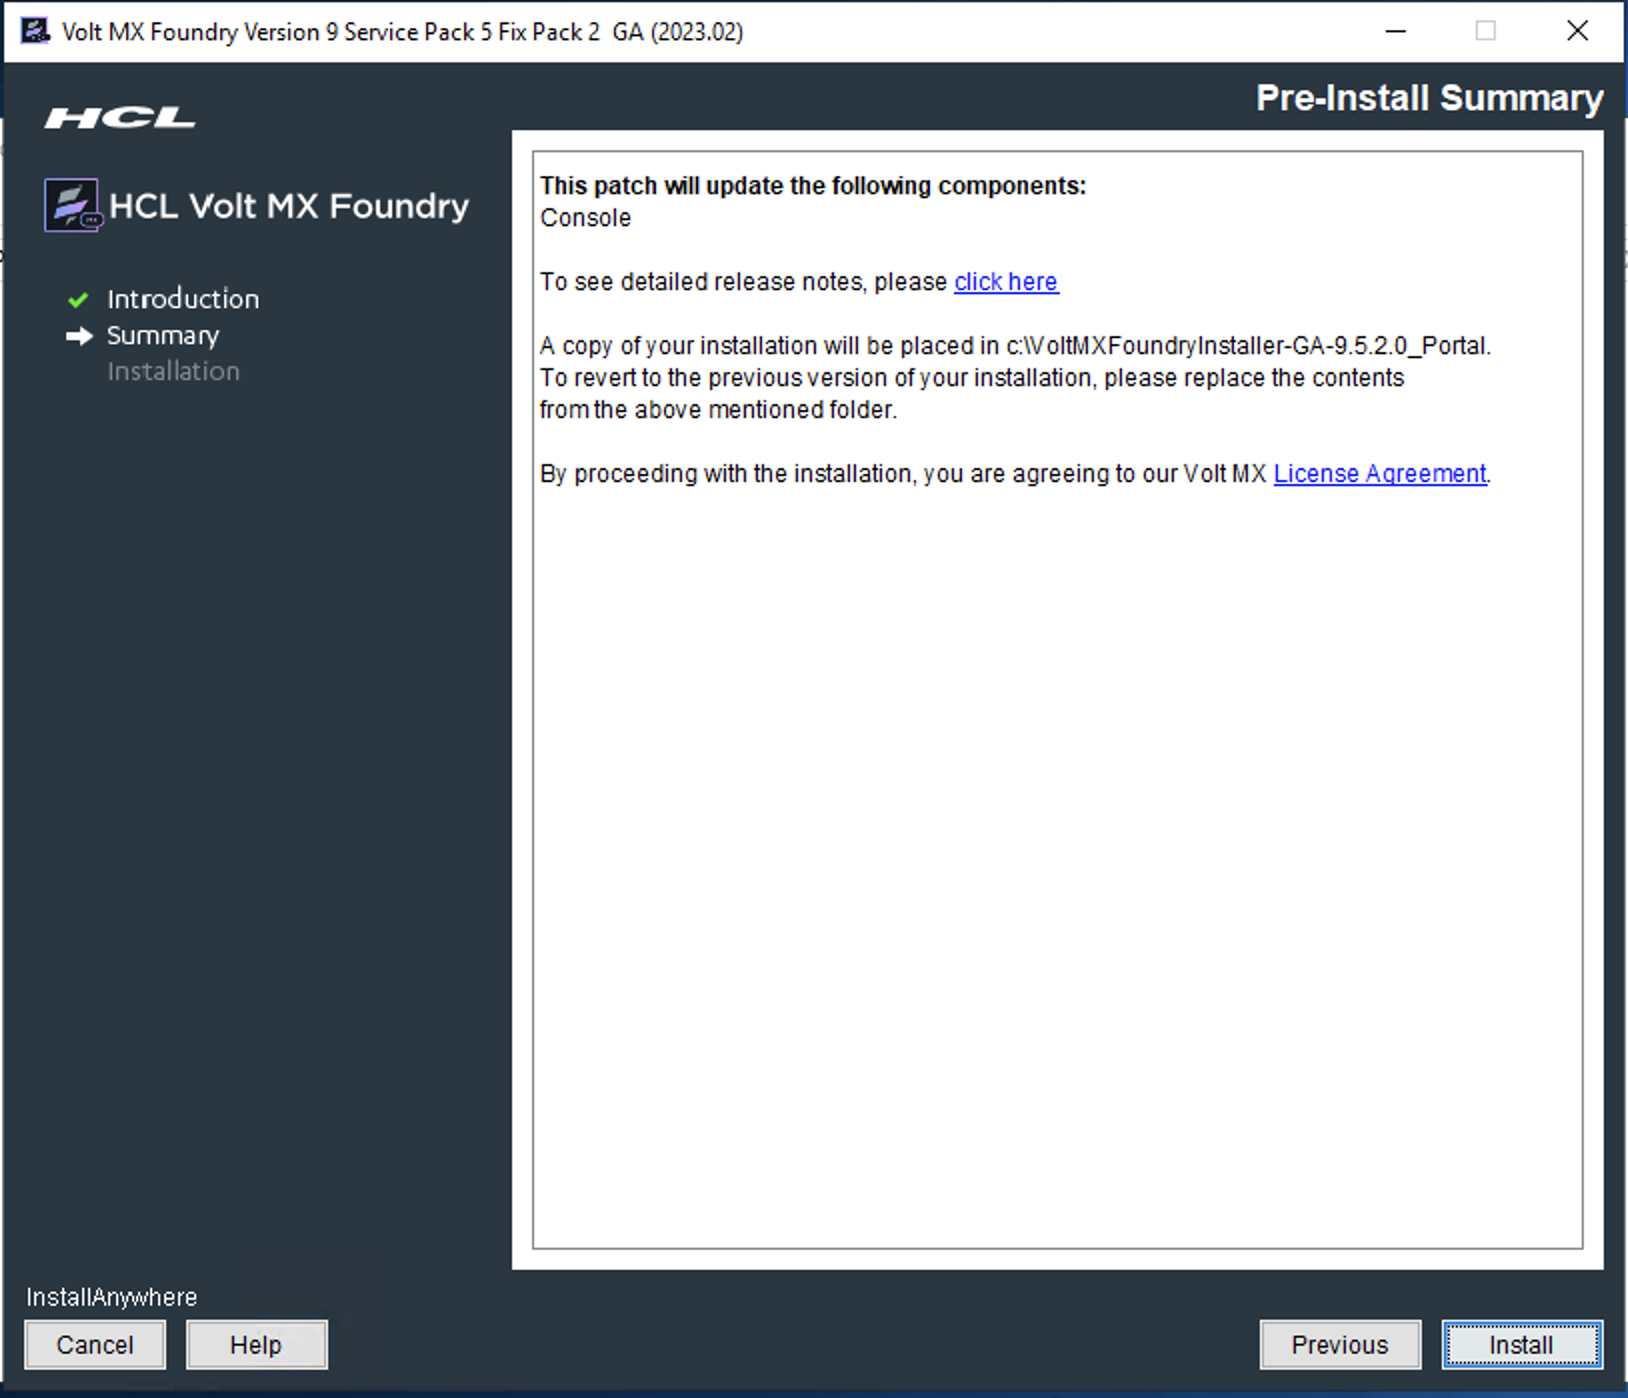 Volt MX Foundry Version 9 Service Pack 5 Fix Pack 2  GA (2023.02)
HCL
Pre-Install Summary
HCL Volt MX Foundry
Introduction
Summary
Installation
This patch will update the following components:
Console
To see detailed release notes, please click here
A copy of your installation will be placed in c:\VoltMXFoundryInstaller-GA-9.5.2.0_Portal.
To revert to the previous version of your installation, please replace the contents
from the above mentioned folder.
By proceeding with the installation, you are agreeing to our Volt MX License Agreement.
InstallAnywhere
Cancel
Help
Previous
Install